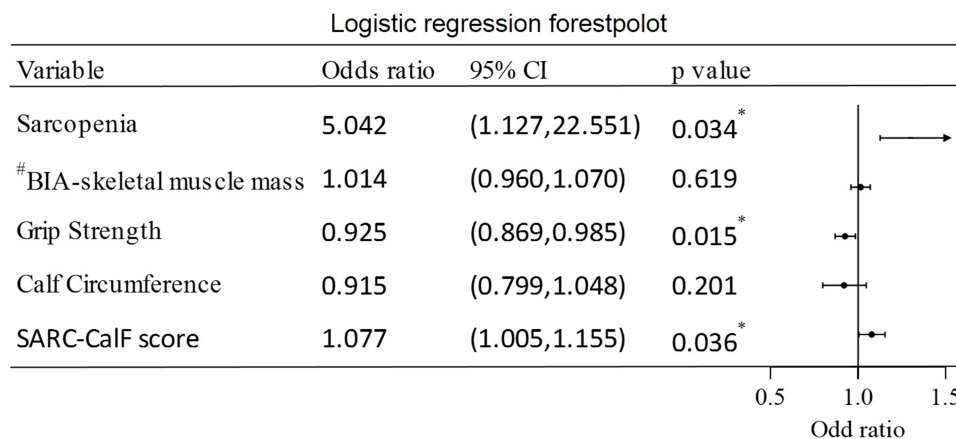 Logistic regression forestpolot
Variable Odds ratio 95% CI p value
Sarcopenia 5.042 (1.127,22.551) 0.034*
#BIA-skeletal muscle mass 1.014 (0.960,1.070) 0.619
Grip Strength 0.925 (0.869,0.985) 0.015*
Calf Circumference 0.915 (0.799,1.048) 0.201
SARC-CalF score 1.077 (1.005,1.155) 0.036*
0.5 1.0 1.5
Odd ratio